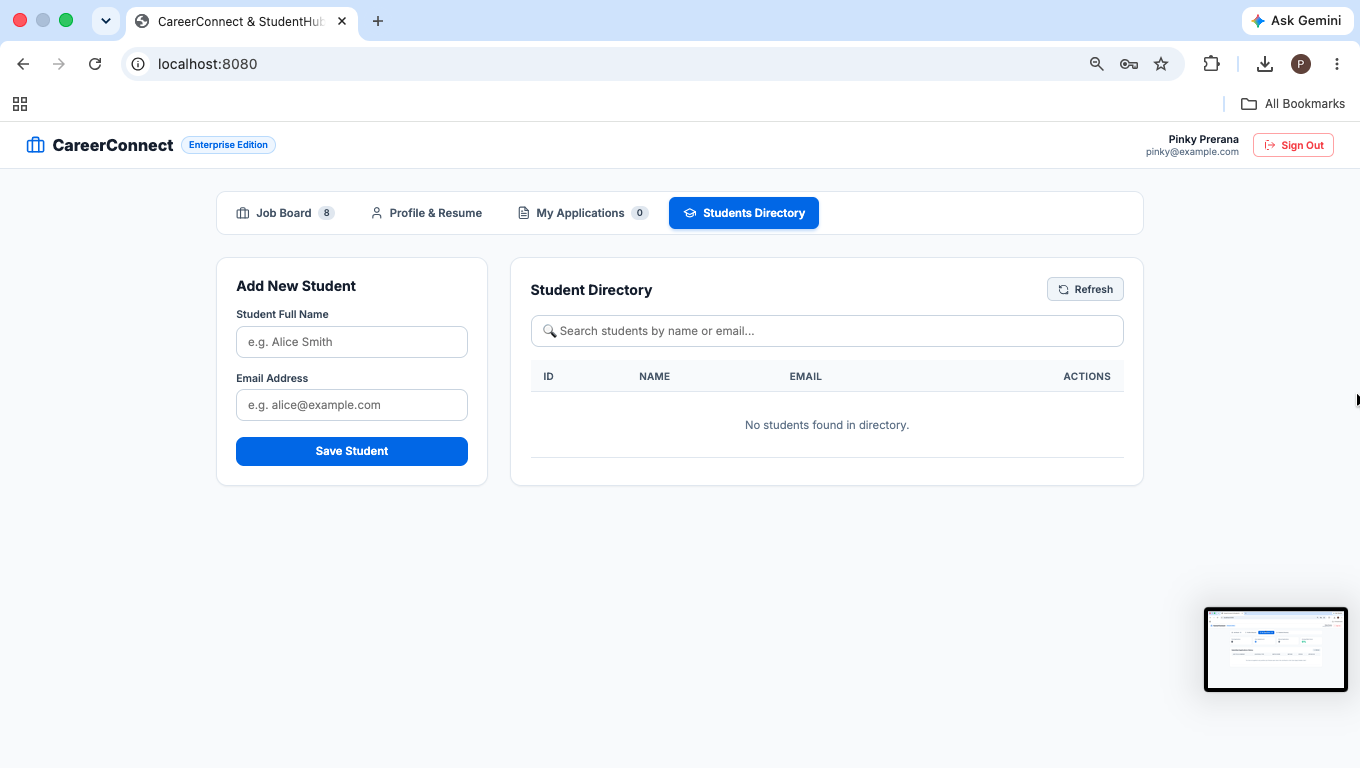 CareerConnect & StudentHub
Ask Gemini
localhost:8080
P
All Bookmarks
CareerConnect
Enterprise Edition
Pinky Prerana
pinky@example.com
Sign Out
Job Board 8
Profile & Resume
My Applications 0
Students Directory
Add New Student
Student Full Name
e.g. Alice Smith
Email Address
e.g. alice@example.com
Save Student
Student Directory
Refresh
Search students by name or email...
ID NAME EMAIL ACTIONS
No students found in directory.